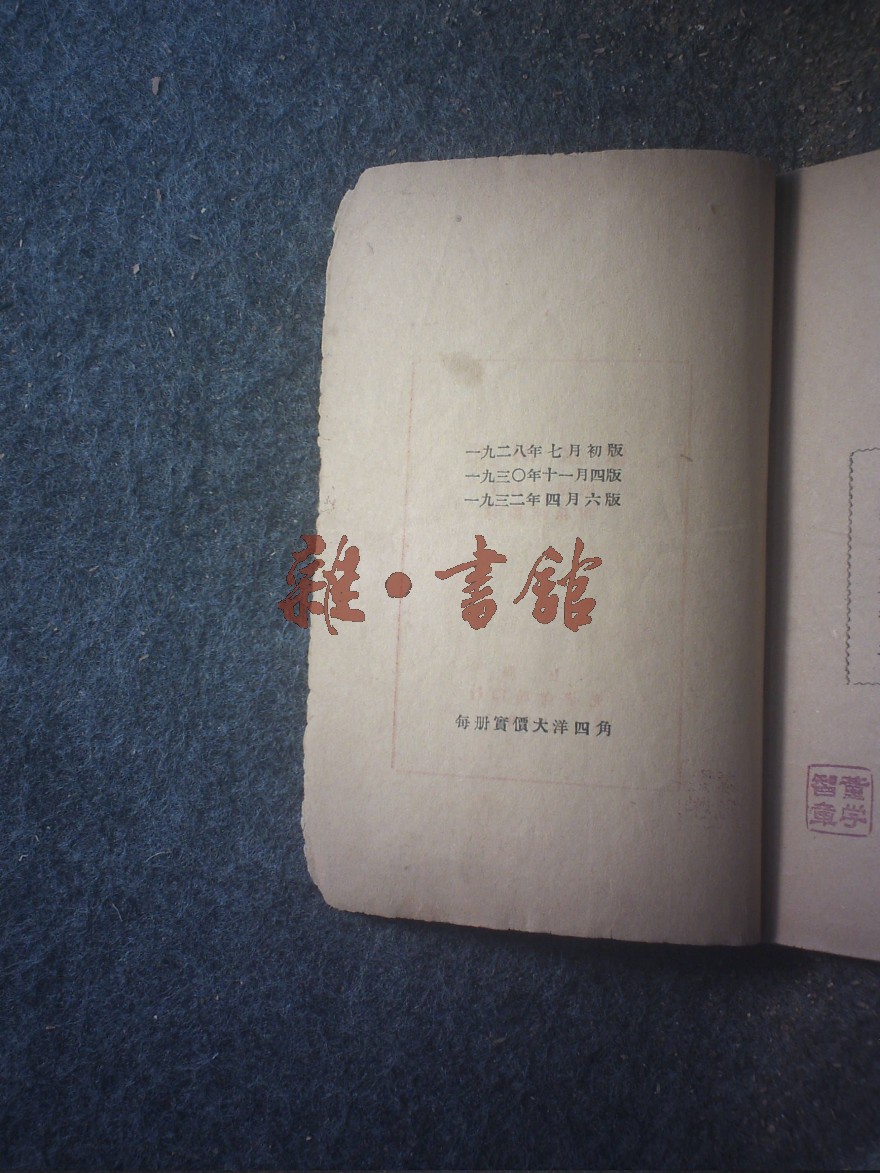 一九二八年七月初版
一九三〇年十一月四版
一九三二年四月六版
雜·書館
每册實價大洋四角